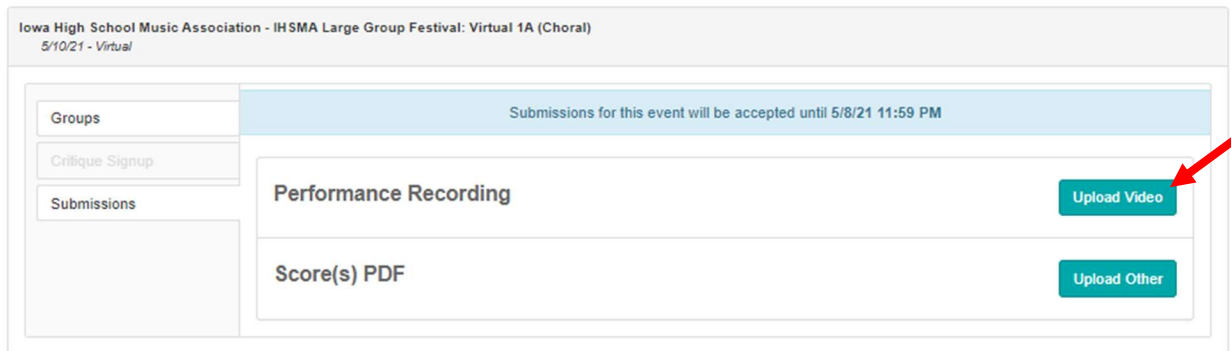 Iowa High School Music Association - IHSMA Large Group Festival: Virtual 1A (Choral)
5/10/21 - Virtual
Groups
Critique Signup
Submissions
Submissions for this event will be accepted until 5/8/21 11:59 PM
Performance Recording
Upload Video
Score(s) PDF
Upload Other